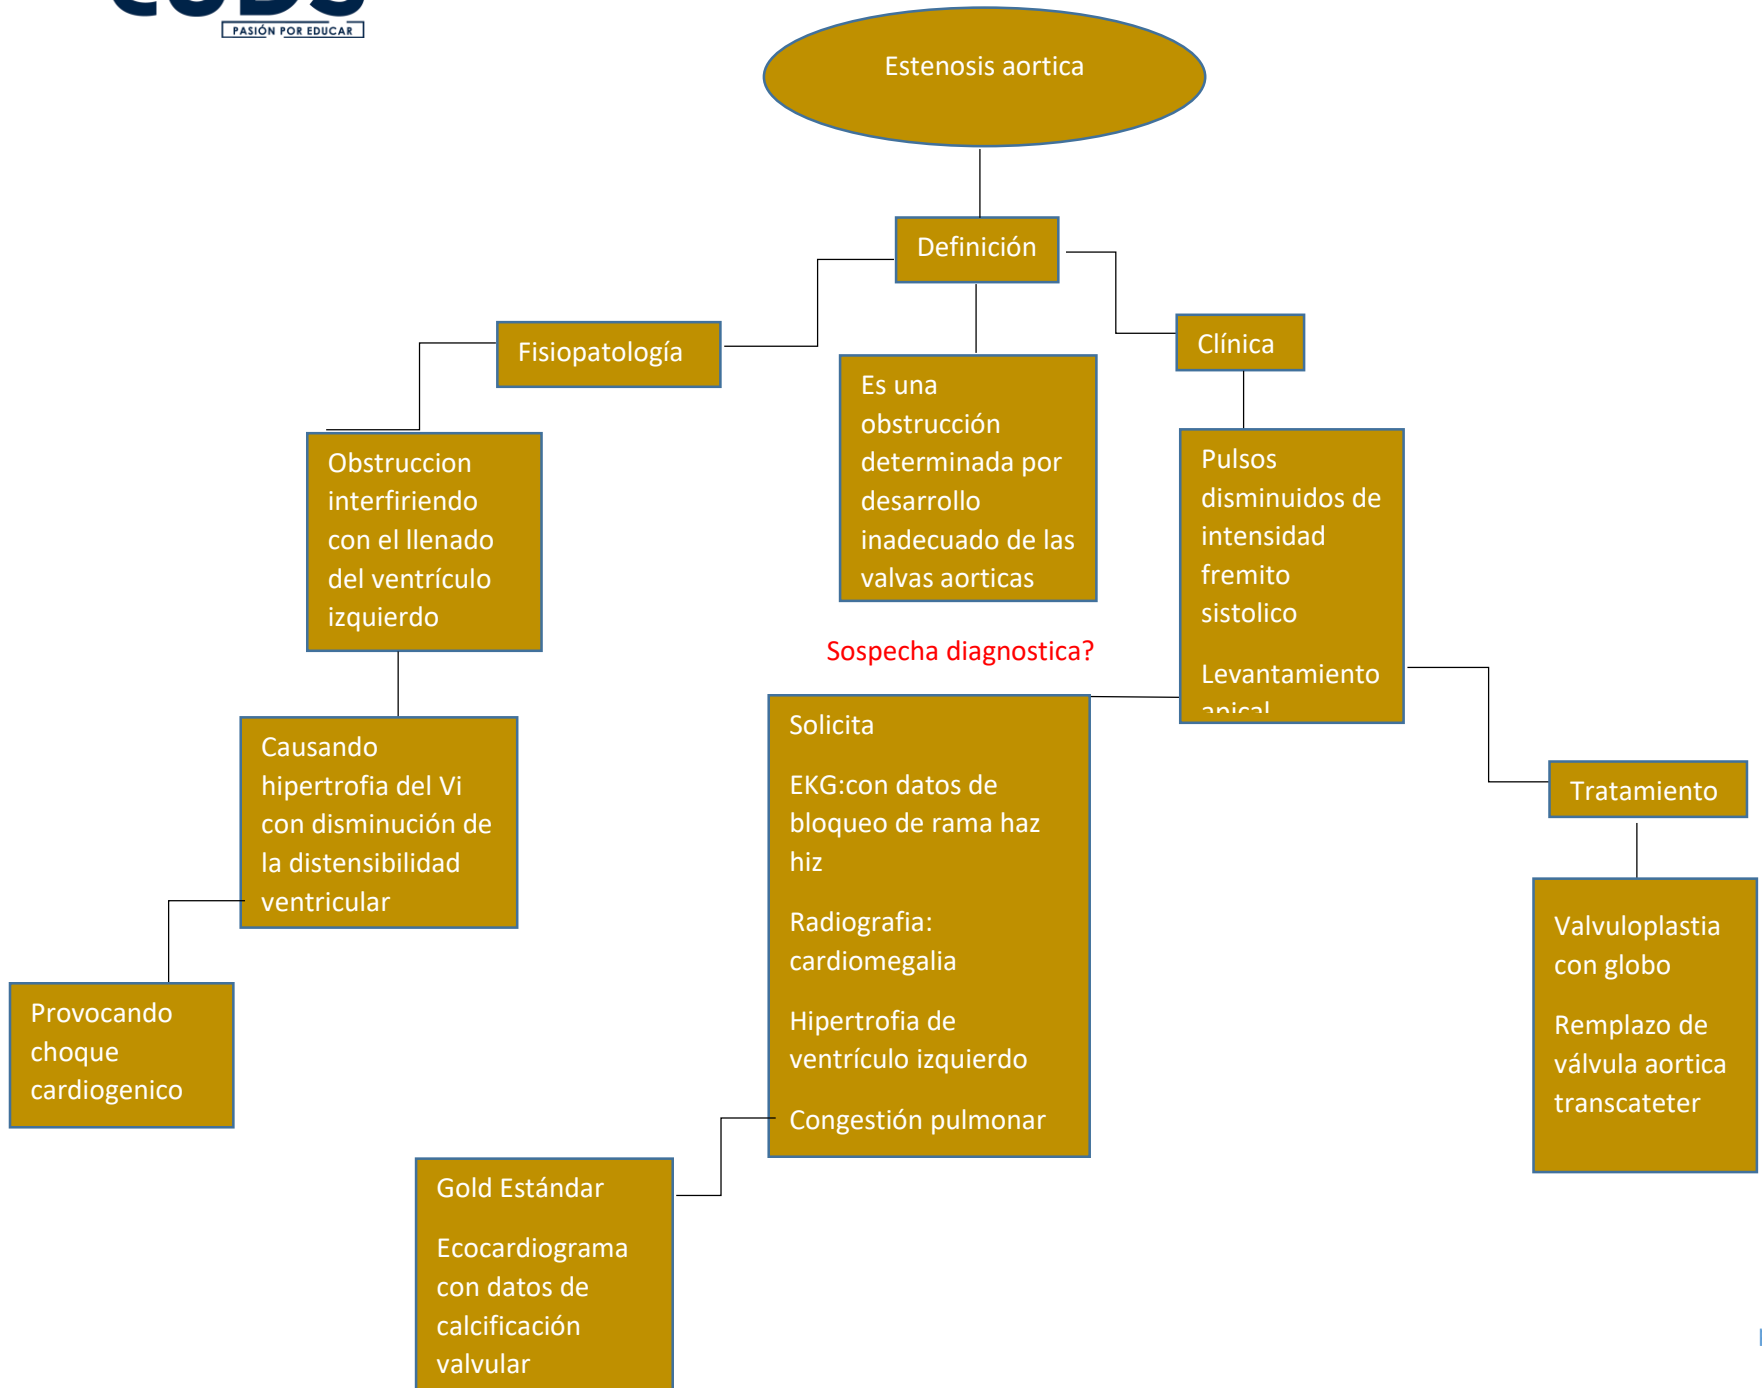 PASIÓN POR EDUCAR
Estenosis aortica
Definición
Fisiopatología
Clínica
Es una
obstrucción
determinada por
desarrollo
inadecuado de las
valvas aorticas
Obstruccion
interfiriendo
con el llenado
del ventrículo
izquierdo
Pulsos
disminuidos de
intensidad
fremito
sistolico
Levantamiento
apical
Sospecha diagnostica?
Causando
hipertrofia del Vi
con disminución de
la distensibilidad
ventricular
Solicita
EKG:con datos de
bloqueo de rama haz
hiz
Radiografia:
cardiomegalia
Hipertrofia de
ventrículo izquierdo
Congestión pulmonar
Tratamiento
Valvuloplastia
con globo
Remplazo de
válvula aortica
transcateter
Provocando
choque
cardiogenico
Gold Estándar
Ecocardiograma
con datos de
calcificación
valvular